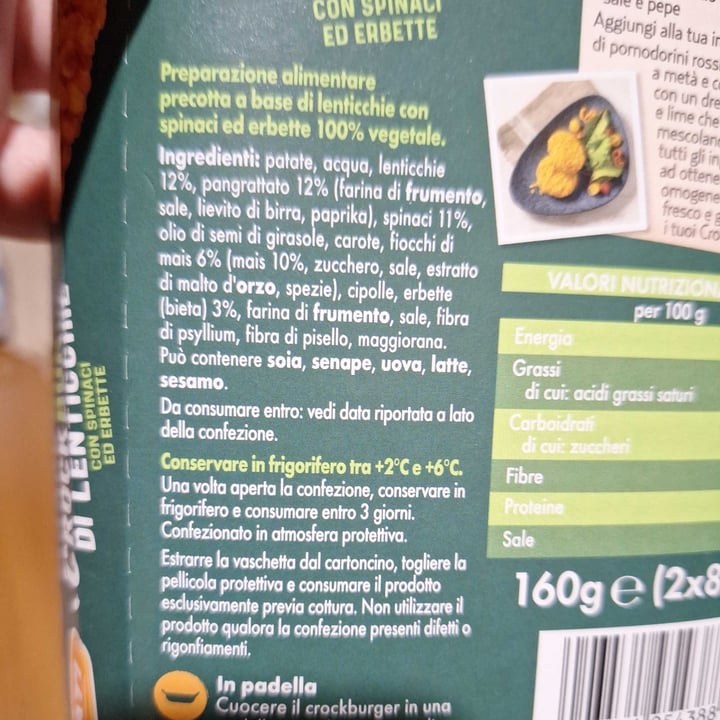 CON SPINACI
ED ERBETTE
Preparazione alimentare
precotta a base di lenticchie con
spinaci ed erbette 100% vegetale.
Ingredienti: patate, acqua, lenticchie
12%, pangrattato 12% (farina di frumento,
sale, lievito di birra, paprika), spinaci 11%,
olio di semi di girasole, carote, fiocchi di
mais 6% (mais 10%, zucchero, sale, estratto
di malto d'orzo, spezie), cipolle, erbette
(bieta) 3%, farina di frumento, sale, fibra
di psyllium, fibra di pisello, maggiorana.
Può contenere soia, senape, uova, latte,
sesamo.
Da consumare entro: vedi data riportata a lato
della confezione.
Conservare in frigorifero tra +2°C e +6°C.
Una volta aperta la confezione, conservare in
frigorifero e consumare entro 3 giorni.
Confezionato in atmosfera protettiva.
Estrarre la vaschetta dal cartoncino, togliere la
pellicola protettiva e consumare il prodotto
esclusivamente previa cottura. Non utilizzare il
prodotto qualora la confezione presenti difetti o
rigonfiamenti.
In padella
Cuocere il crockburger in una
sale e pepe
Aggiungi alla tua
di pomodorini
a metà e
con un
e lime che
tutti gli
fresco e
i tuoi
VALORI
per 100 g
Energia
Grassi
di cui: acidi grassi saturi
Carboidrati
di cui: zuccheri
Fibre
Proteine
Sale
160g e (2x8
DI LENTICCHIE
CON SPINACI
ED ERBETTE